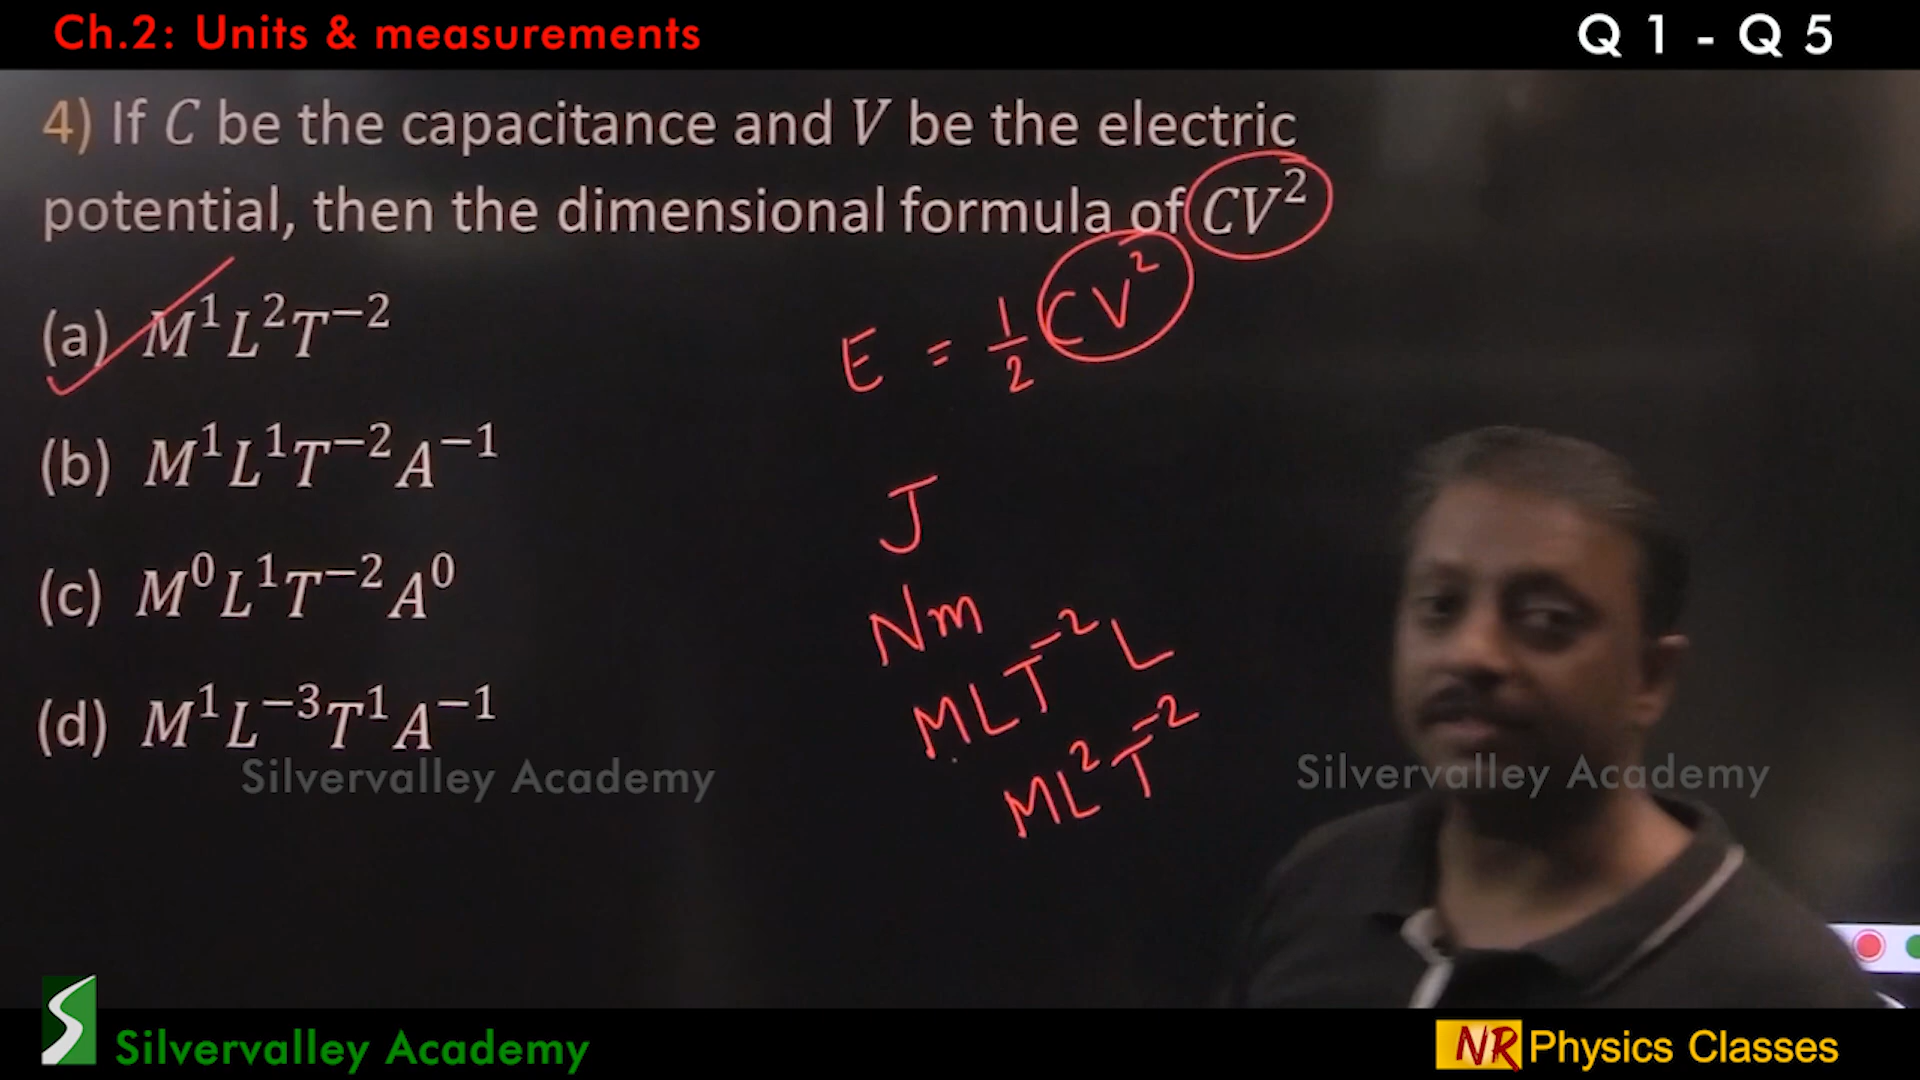 Ch.2: Units & measurements
Q 1 - Q 5
4) If C be the capacitance and V be the electric
potential, then the dimensional formula of CV²
(a) M¹L²T⁻²
(b) M¹L¹T⁻²A⁻¹
(c) M⁰L¹T⁻²A⁰
(d) M¹L⁻³T¹A⁻¹
E = 1/2 CV²
J
Nm
MLT⁻²L
ML²T⁻²
Silvervalley Academy
Silvervalley Academy
Silvervalley Academy
NR Physics Classes